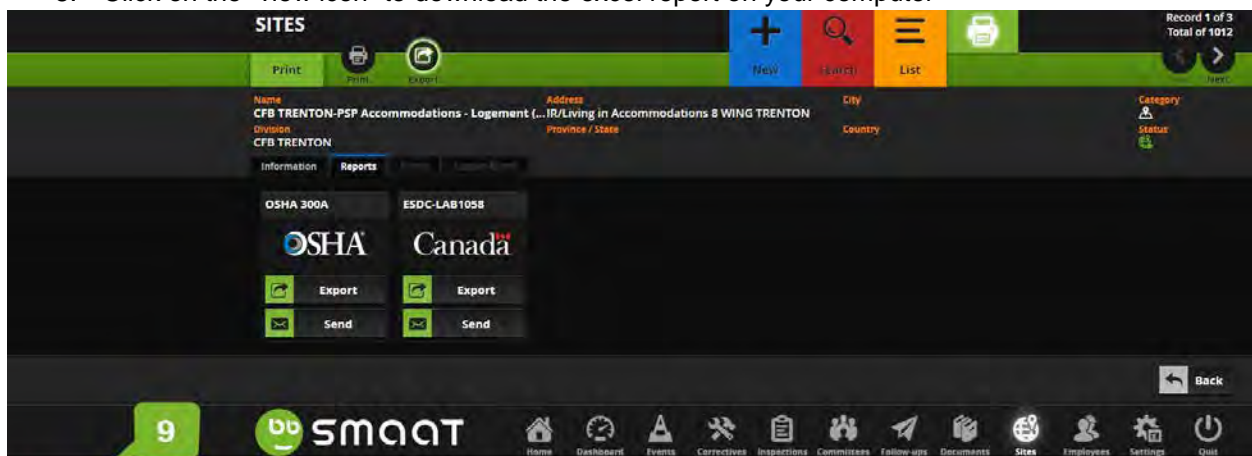 SITES
Record 1 of 3
Total of 1012
Print
Print
Export
New
Search
List
Next
Name
Address
City
Category
CFB TRENTON-PSP Accommodations - Logement (...
IR/Living in Accommodations 8 WING TRENTON
Division
Province / State
Country
Status
CFB TRENTON
Information
Reports
OSHA 300A
ESDC-LAB1058
OSHA
Canada
Export
Export
Send
Send
Back
9
smaat
Home
Dashboard
Events
Correctives
Inspections
Committees
Follow-ups
Documents
Sites
Employees
Settings
Quit